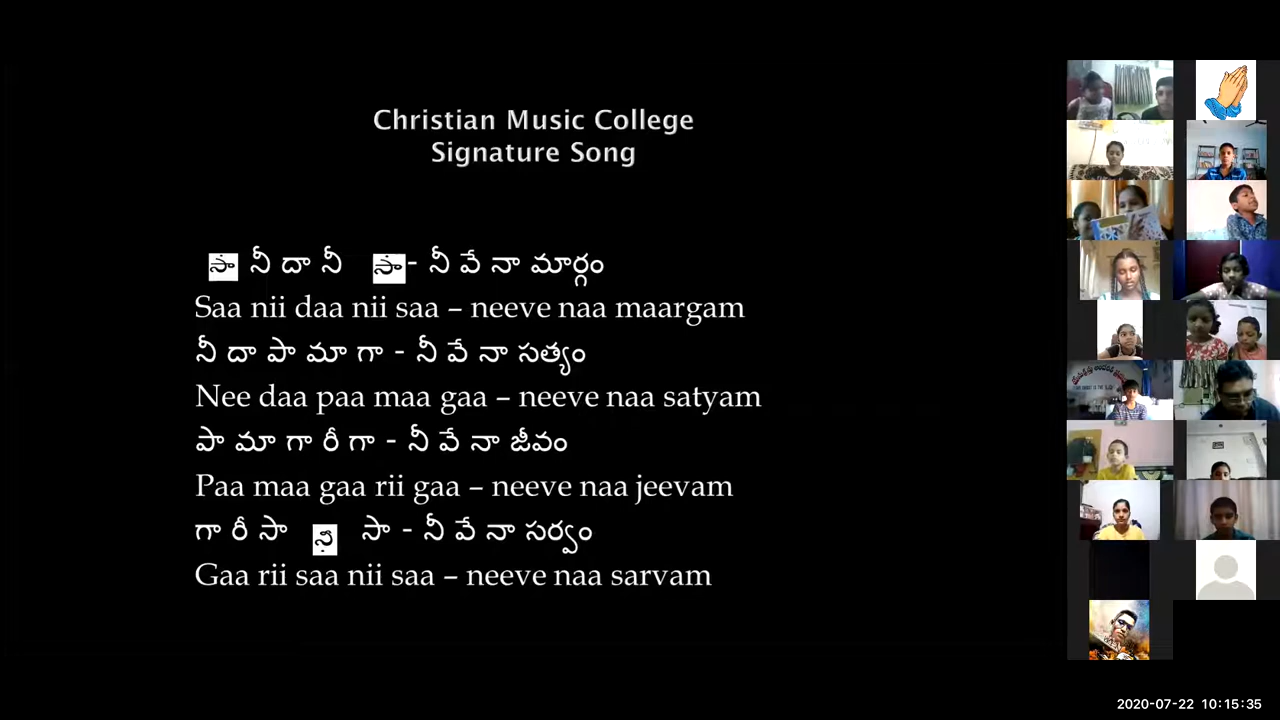 Christian Music College
Signature Song
సా నీ దా నీ సా - నీ వే నా మార్గం
Saa nii daa nii saa – neeve naa maargam
నీ దా పా మా గా - నీ వే నా సత్యం
Nee daa paa maa gaa – neeve naa satyam
పా మా గా రీ గా - నీ వే నా జీవం
Paa maa gaa rii gaa – neeve naa jeevam
గా రీ సా నీ సా - నీ వే నా సర్వం
Gaa rii saa nii saa – neeve naa sarvam
2020-07-22 10:15:35